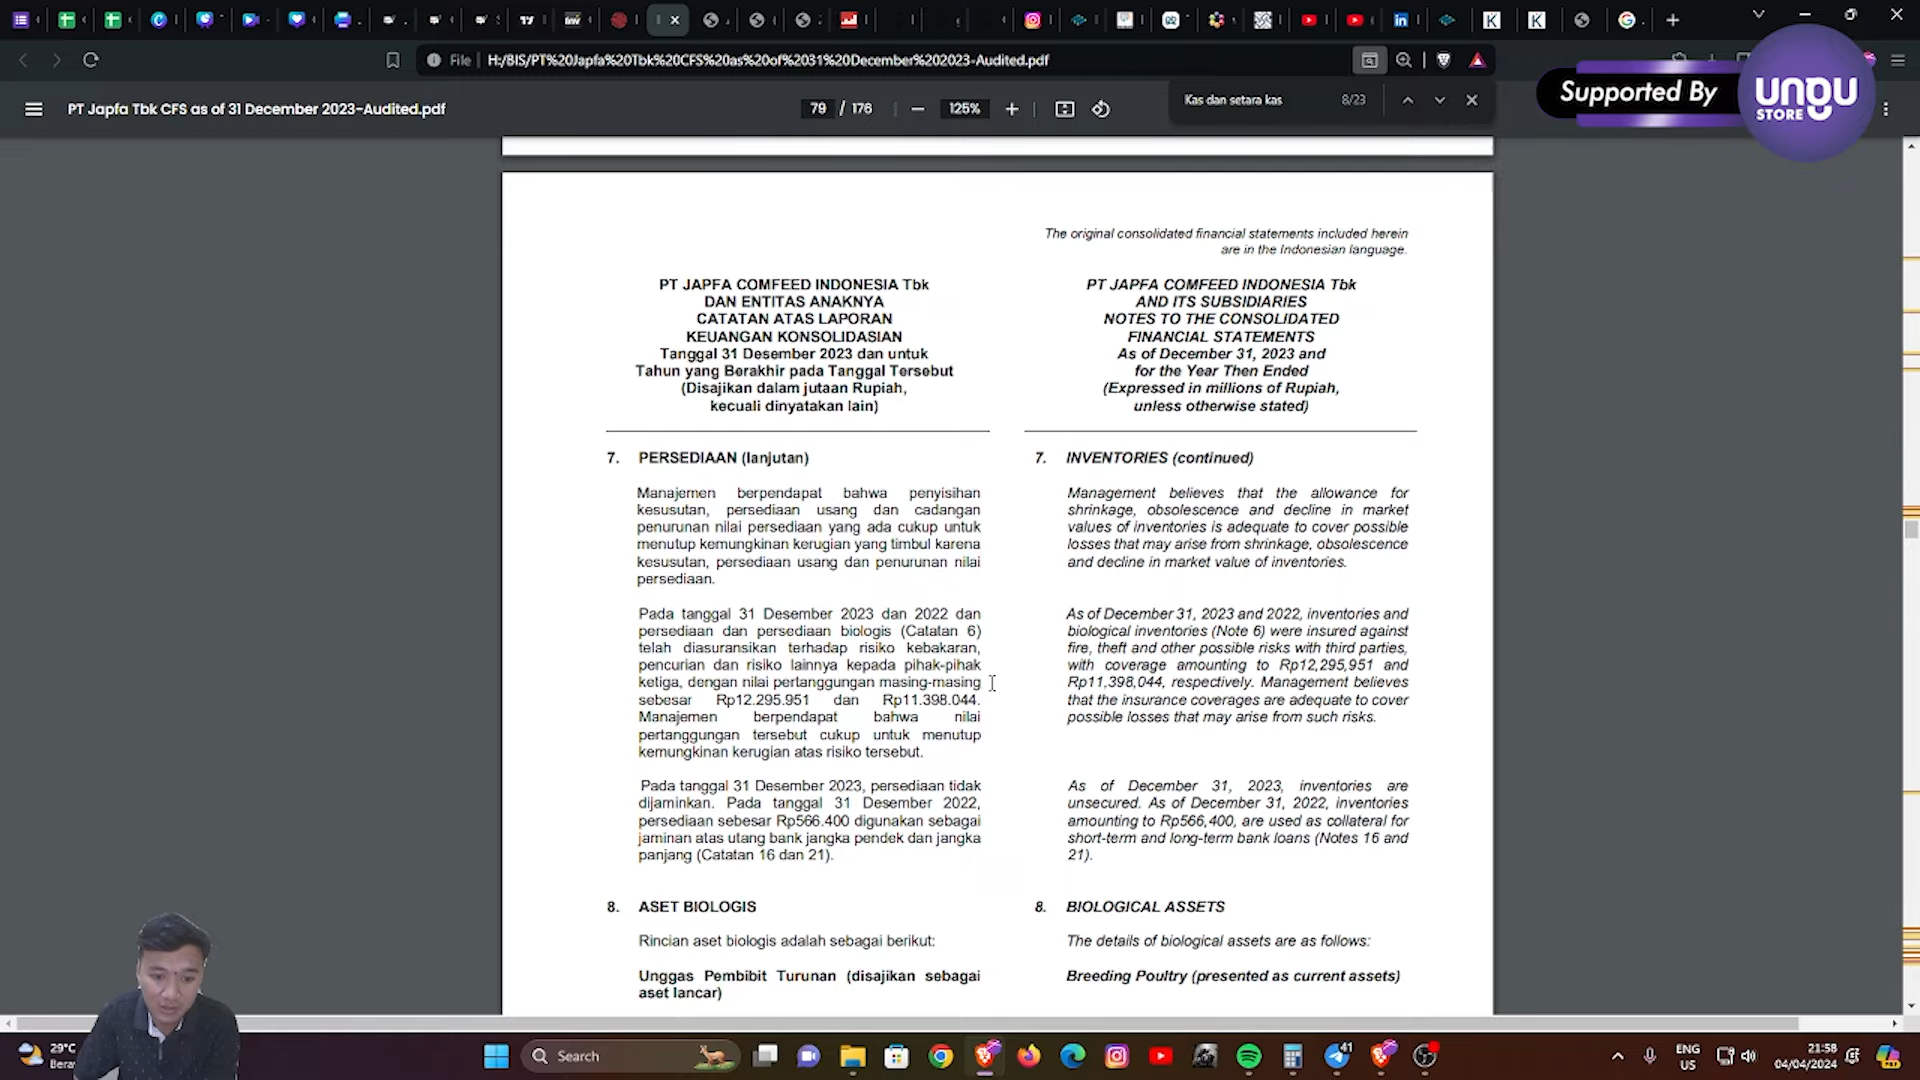 File
H:/BIS/PT%20Japfa%20Tbk%20CFS%20as%20of%2031%20December%202023-Audited.pdf
Supported By
UNGU
STORE
PT Japfa Tbk CFS as of 31 December 2023-Audited.pdf
79 / 176
125%
Kas dan setara kas
8/23
The original consolidated financial statements included herein
are in the Indonesian language.
PT JAPFA COMFEED INDONESIA Tbk
DAN ENTITAS ANAKNYA
CATATAN ATAS LAPORAN
KEUANGAN KONSOLIDASIAN
Tanggal 31 Desember 2023 dan untuk
Tahun yang Berakhir pada Tanggal Tersebut
(Disajikan dalam jutaan Rupiah,
kecuali dinyatakan lain)
PT JAPFA COMFEED INDONESIA Tbk
AND ITS SUBSIDIARIES
NOTES TO THE CONSOLIDATED
FINANCIAL STATEMENTS
As of December 31, 2023 and
for the Year Then Ended
(Expressed in millions of Rupiah,
unless otherwise stated)
7. PERSEDIAAN (lanjutan)
Manajemen berpendapat bahwa penyisihan
kesusutan, persediaan usang dan cadangan
penurunan nilai persediaan yang ada cukup untuk
menutup kemungkinan kerugian yang timbul karena
kesusutan, persediaan usang dan penurunan nilai
persediaan.
Pada tanggal 31 Desember 2023 dan 2022 dan
persediaan dan persediaan biologis (Catatan 6)
telah diasuransikan terhadap risiko kebakaran,
pencurian dan risiko lainnya kepada pihak-pihak
ketiga, dengan nilai pertanggungan masing-masing
sebesar Rp12.295.951 dan Rp11.398.044.
Manajemen berpendapat bahwa nilai
pertanggungan tersebut cukup untuk menutup
kemungkinan kerugian atas risiko tersebut.
Pada tanggal 31 Desember 2023, persediaan tidak
dijaminkan. Pada tanggal 31 Desember 2022,
persediaan sebesar Rp566.400 digunakan sebagai
jaminan atas utang bank jangka pendek dan jangka
panjang (Catatan 16 dan 21).
8. ASET BIOLOGIS
Rincian aset biologis adalah sebagai berikut:
Unggas Pembibit Turunan (disajikan sebagai
aset lancar)
7. INVENTORIES (continued)
Management believes that the allowance for
shrinkage, obsolescence and decline in market
values of inventories is adequate to cover possible
losses that may arise from shrinkage, obsolescence
and decline in market value of inventories.
As of December 31, 2023 and 2022, inventories and
biological inventories (Note 6) were insured against
fire, theft and other possible risks with third parties,
with coverage amounting to Rp12,295,951 and
Rp11,398,044, respectively. Management believes
that the insurance coverages are adequate to cover
possible losses that may arise from such risks.
As of December 31, 2023, inventories are
unsecured. As of December 31, 2022, inventories
amounting to Rp566,400, are used as collateral for
short-term and long-term bank loans (Notes 16 and
21).
8. BIOLOGICAL ASSETS
The details of biological assets are as follows:
Breeding Poultry (presented as current assets)
29°C
Search
41
ENG
US
21:58
04/04/2024